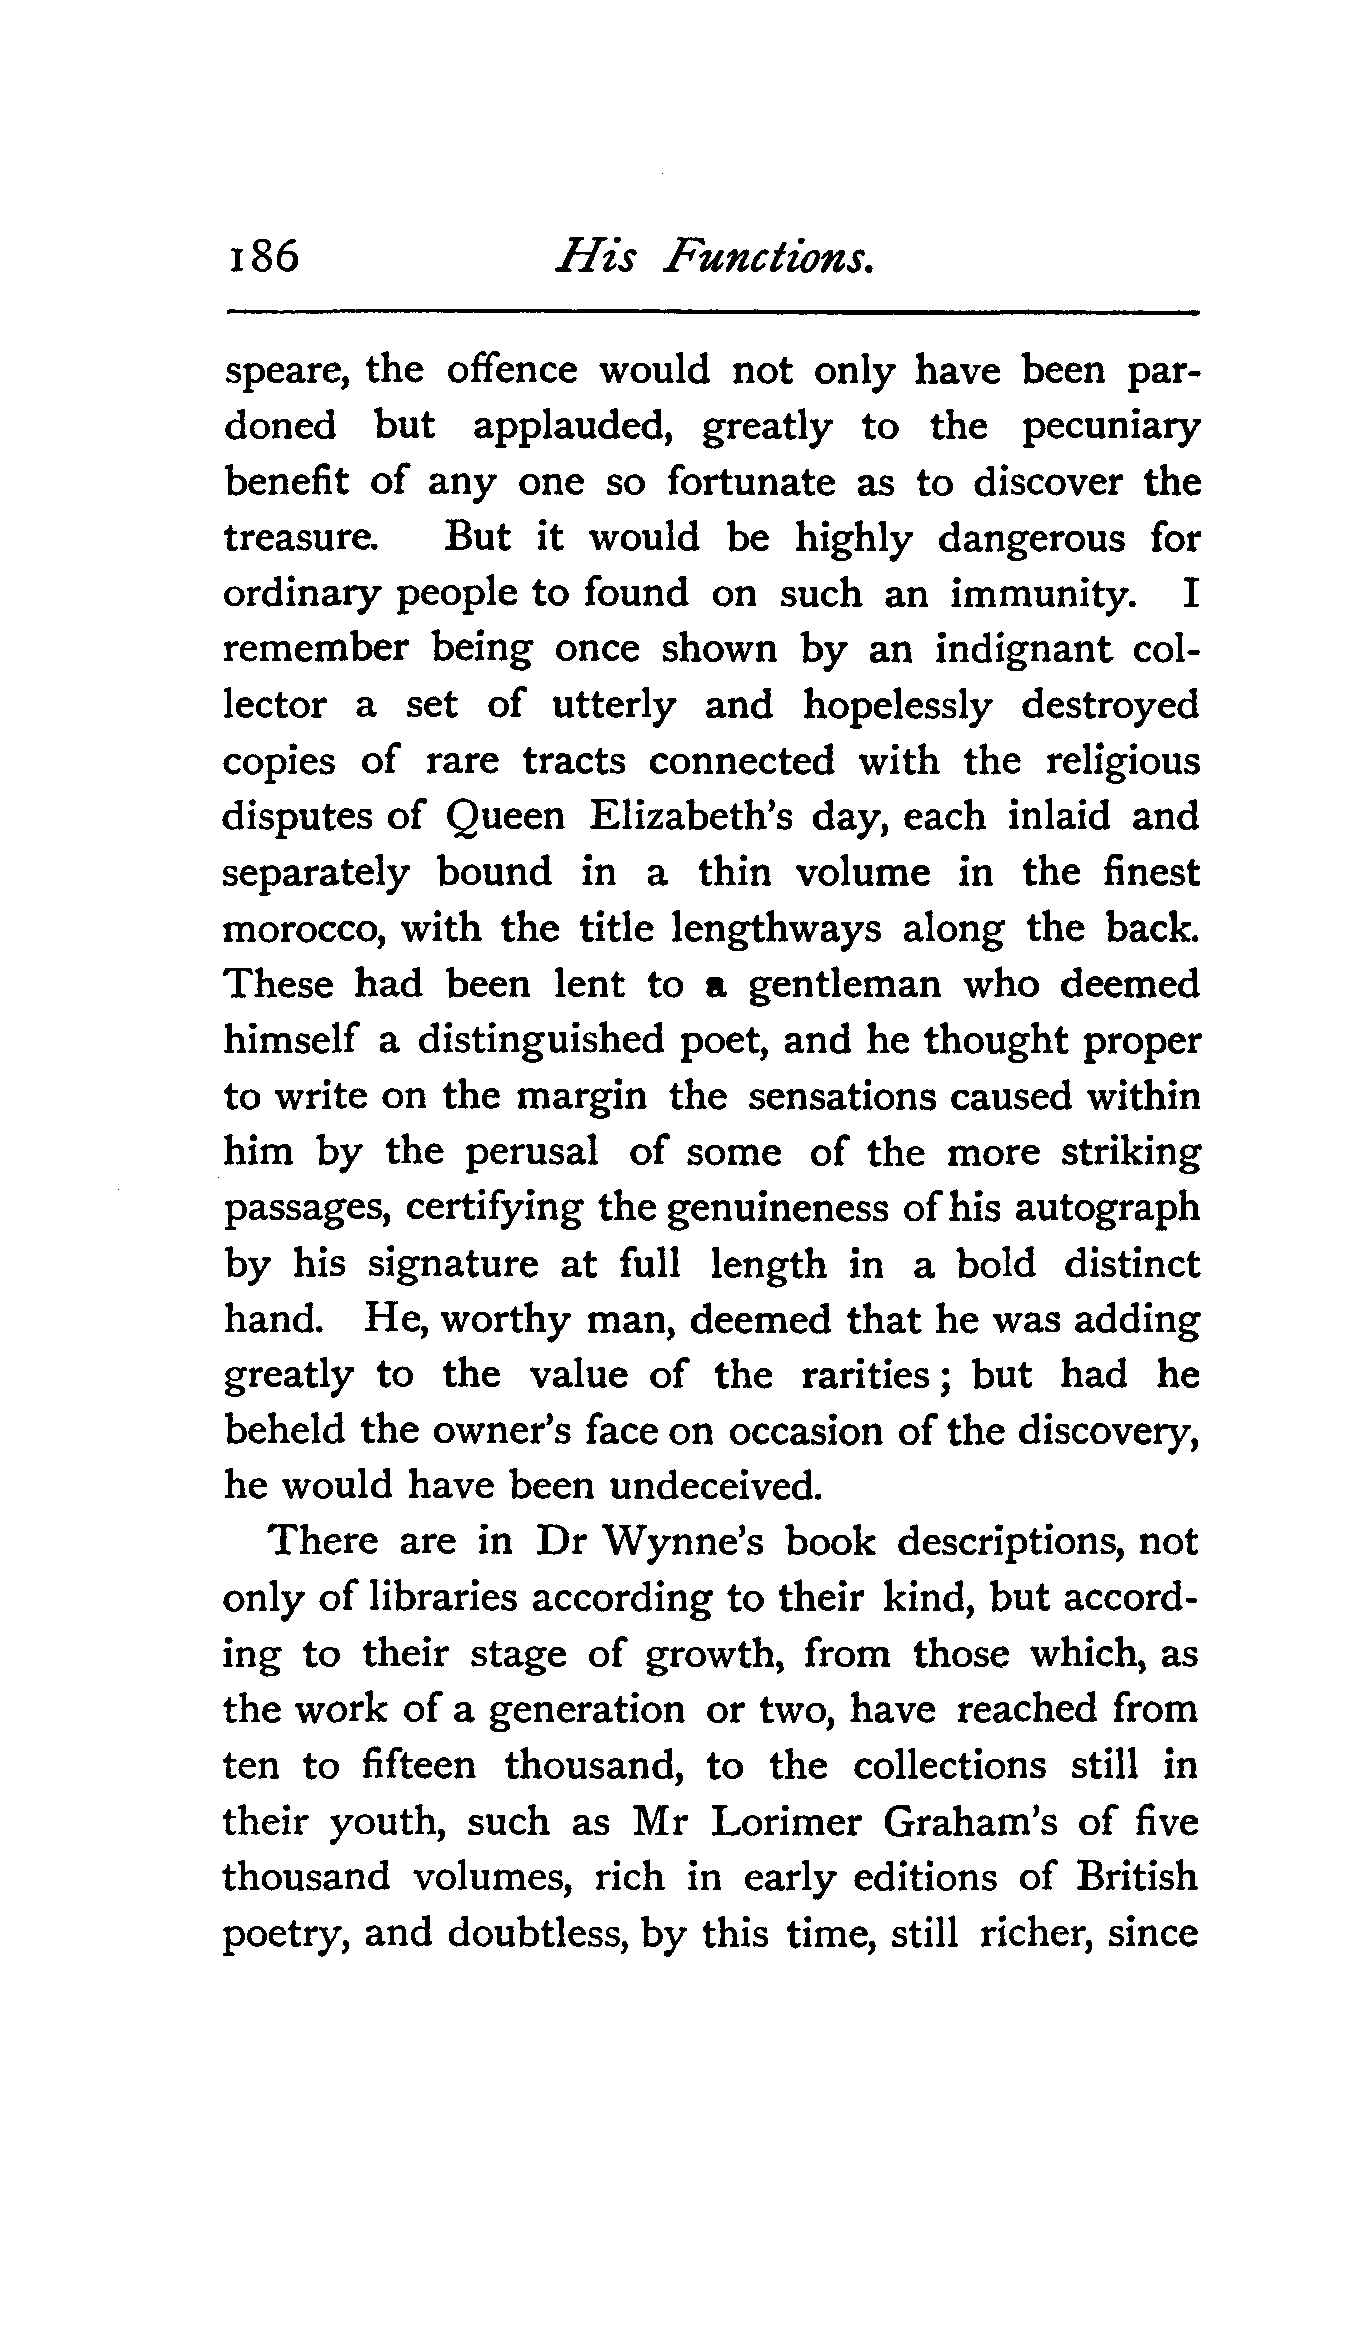 186 His Functions.
speare, the offence would not only have been par-
doned but applauded, greatly to the pecuniary
benefit of any one so fortunate as to discover the
treasure. But it would be highly dangerous for
ordinary people to found on such an immunity. I
remember being once shown by an indignant col-
lector a set of utterly and hopelessly destroyed
copies of rare tracts connected with the religious
disputes of Queen Elizabeth's day, each inlaid and
separately bound in a thin volume in the finest
morocco, with the title lengthways along the back.
These had been lent to a gentleman who deemed
himself a distinguished poet, and he thought proper
to write on the margin the sensations caused within
him by the perusal of some of the more striking
passages, certifying the genuineness of his autograph
by his signature at full length in a bold distinct
hand. He, worthy man, deemed that he was adding
greatly to the value of the rarities ; but had he
beheld the owner's face on occasion of the discovery,
he would have been undeceived.
There are in Dr Wynne's book descriptions, not
only of libraries according to their kind, but accord-
ing to their stage of growth, from those which, as
the work of a generation or two, have reached from
ten to fifteen thousand, to the collections still in
their youth, such as Mr Lorimer Graham's of five
thousand volumes, rich in early editions of British
poetry, and doubtless, by this time, still richer, since